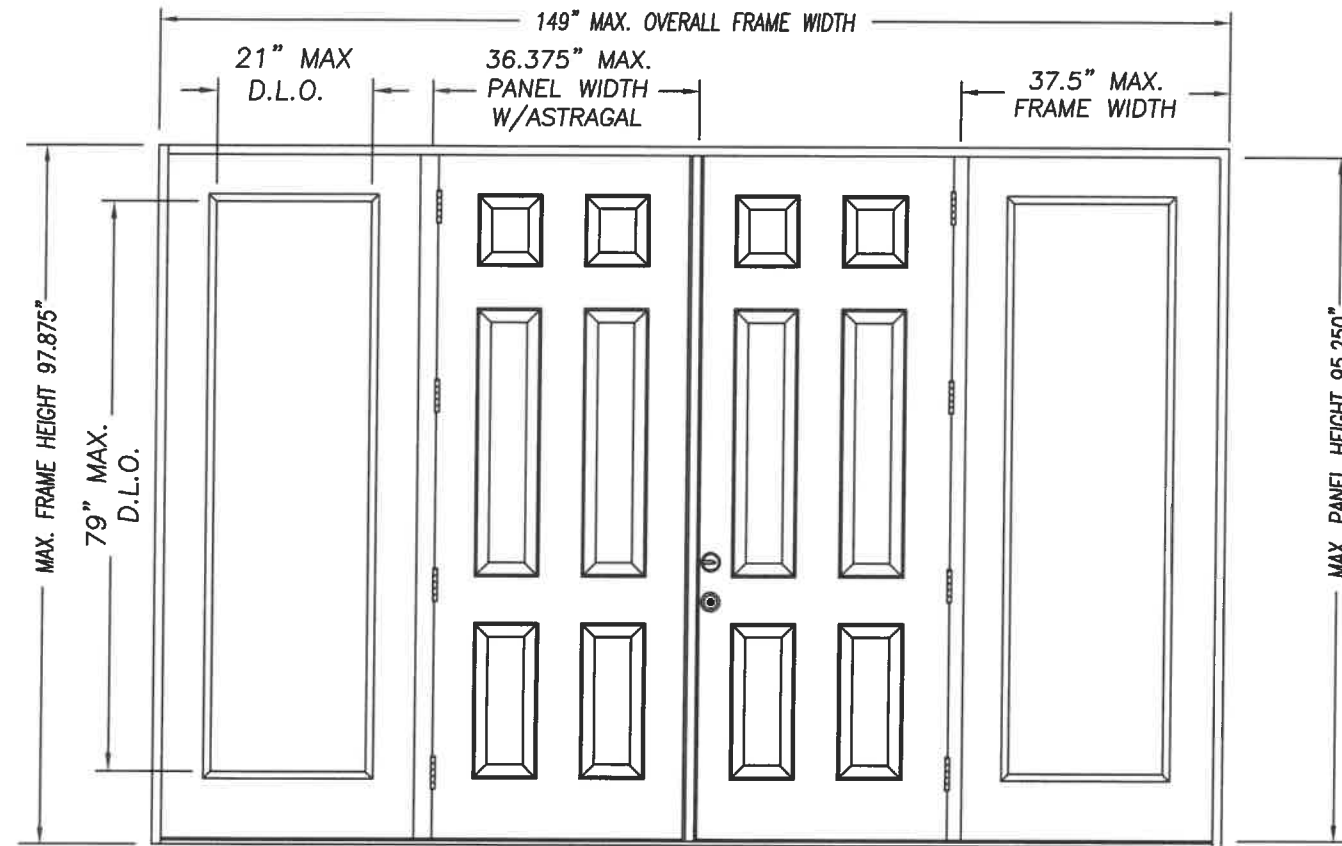 149" MAX. OVERALL FRAME WIDTH
21" MAX
D.L.O.
36.375" MAX.
PANEL WIDTH
W/ASTRAGAL
37.5" MAX.
FRAME WIDTH
MAX. FRAME HEIGHT 97.875"
79" MAX.
D.L.O.
MAX. PANEL HEIGHT 95.250"